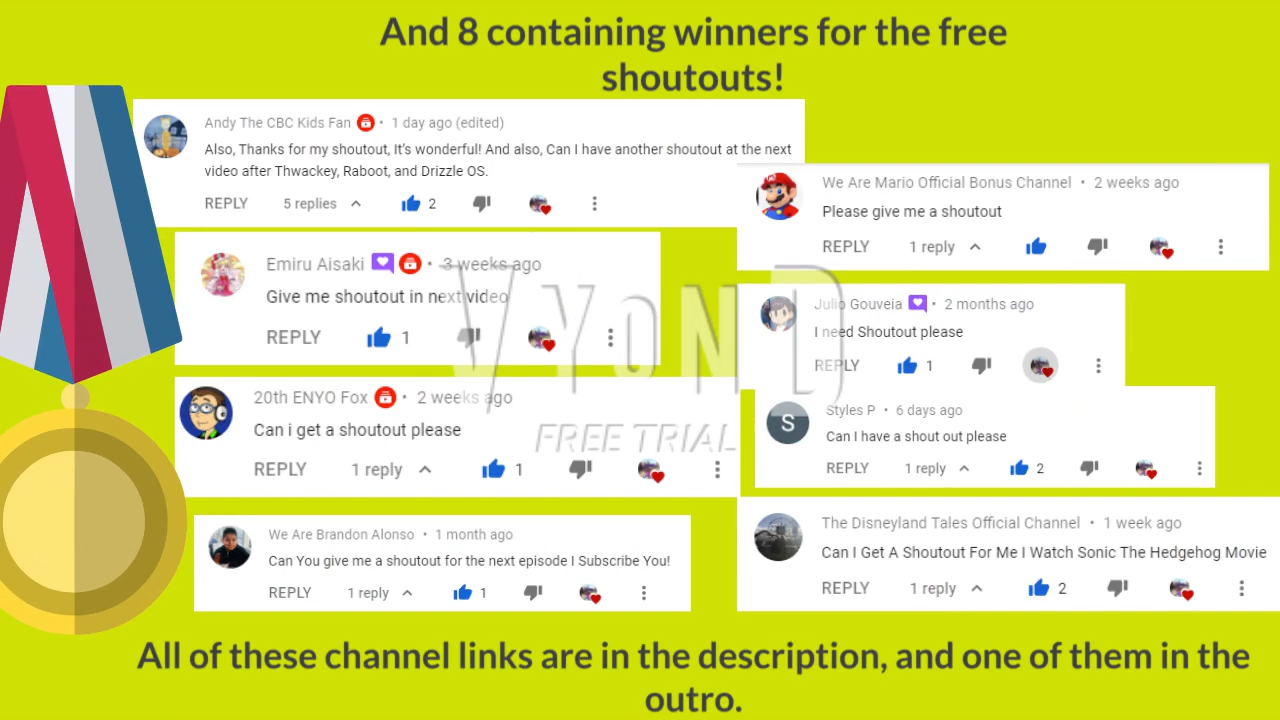 And 8 containing winners for the free
shoutouts!
Andy The CBC Kids Fan • 1 day ago (edited)
Also, Thanks for my shoutout, It's wonderful! And also, Can I have another shoutout at the next
video after Thwackey, Raboot, and Drizzle OS.
REPLY 5 replies 2
Emiru Aisaki • 3 weeks ago
Give me shoutout in next video
REPLY 1
20th ENYO Fox • 2 weeks ago
Can i get a shoutout please
REPLY 1 reply 1
We Are Brandon Alonso • 1 month ago
Can You give me a shoutout for the next episode I Subscribe You!
REPLY 1 reply 1
We Are Mario Official Bonus Channel • 2 weeks ago
Please give me a shoutout
REPLY 1 reply
Julio Gouveia • 2 months ago
I need Shoutout please
REPLY 1
S
Styles P • 6 days ago
Can I have a shout out please
REPLY 1 reply 2
The Disneyland Tales Official Channel • 1 week ago
Can I Get A Shoutout For Me I Watch Sonic The Hedgehog Movie
REPLY 1 reply 2
VYOND
FREE TRIAL
All of these channel links are in the description, and one of them in the
outro.